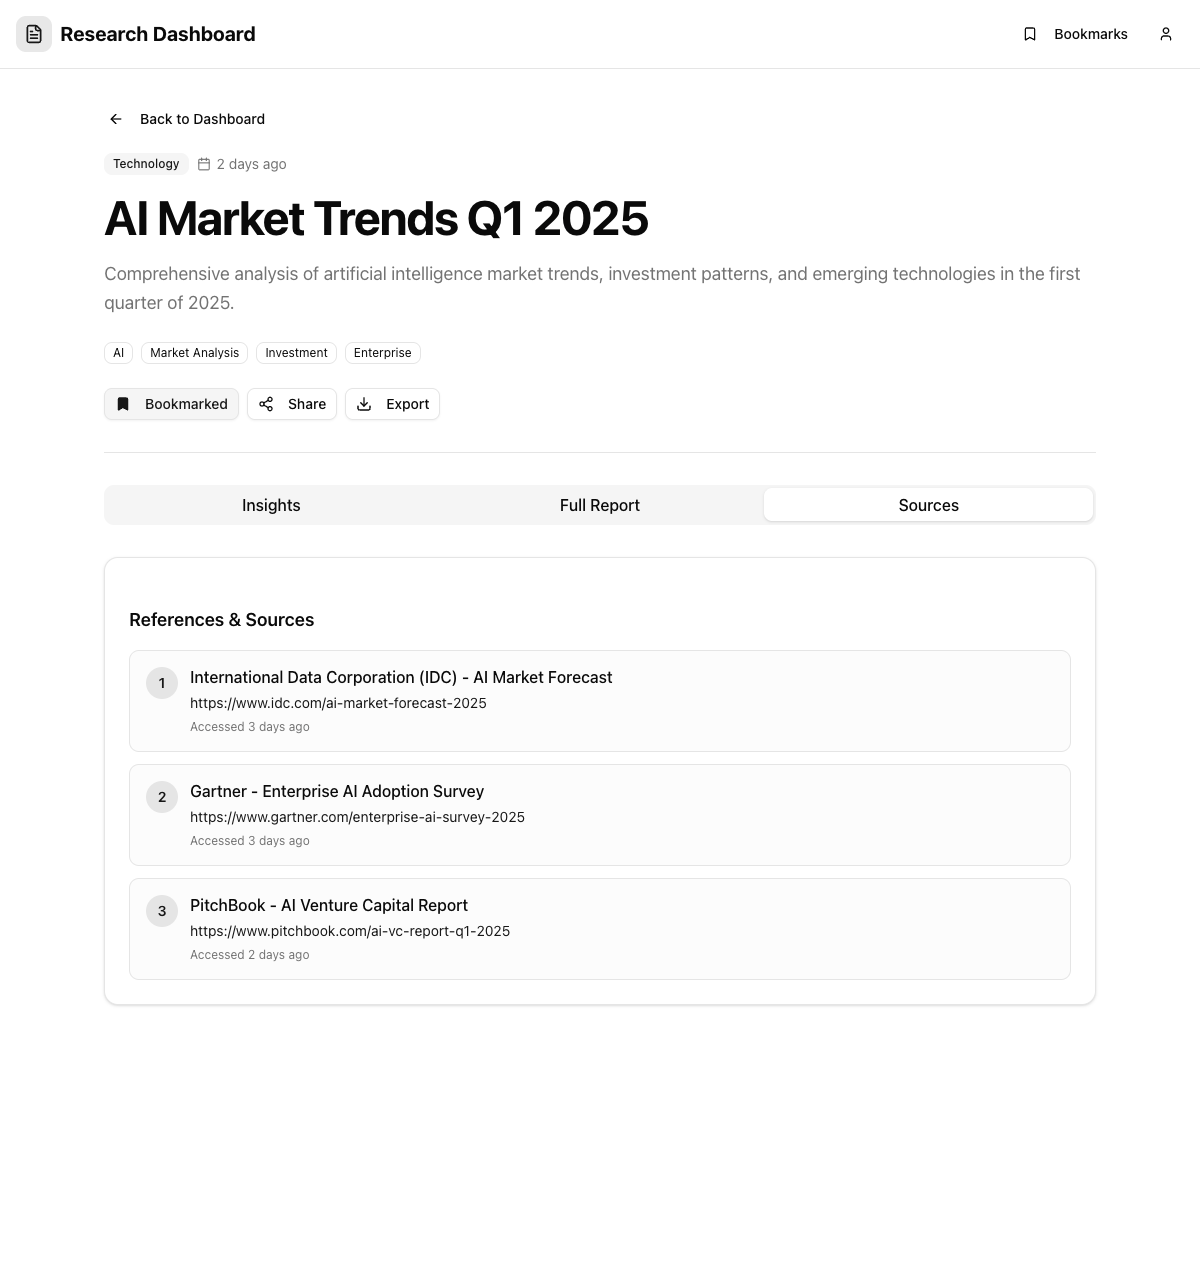 Research Dashboard
Bookmarks
Back to Dashboard
Technology
2 days ago
AI Market Trends Q1 2025
Comprehensive analysis of artificial intelligence market trends, investment patterns, and emerging technologies in the first
quarter of 2025.
AI
Market Analysis
Investment
Enterprise
Bookmarked
Share
Export
Insights
Full Report
Sources
References & Sources
1
International Data Corporation (IDC) - AI Market Forecast
https://www.idc.com/ai-market-forecast-2025
Accessed 3 days ago
2
Gartner - Enterprise AI Adoption Survey
https://www.gartner.com/enterprise-ai-survey-2025
Accessed 3 days ago
3
PitchBook - AI Venture Capital Report
https://www.pitchbook.com/ai-vc-report-q1-2025
Accessed 2 days ago